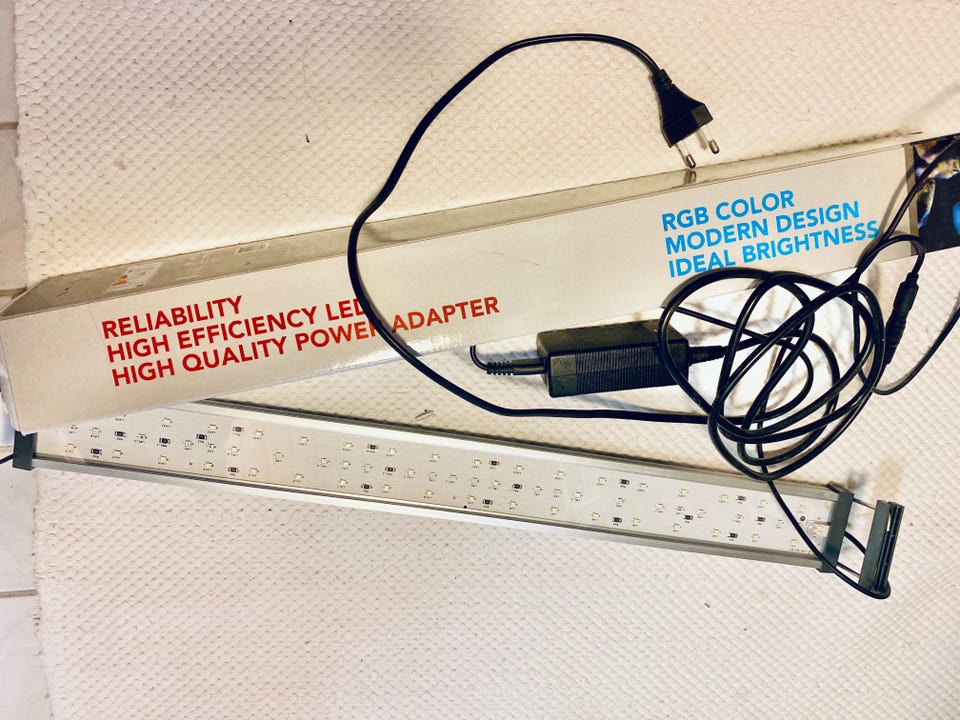 RELIABILITY
HIGH EFFICIENCY LED
HIGH QUALITY POWER ADAPTER
RGB COLOR
MODERN DESIGN
IDEAL BRIGHTNESS